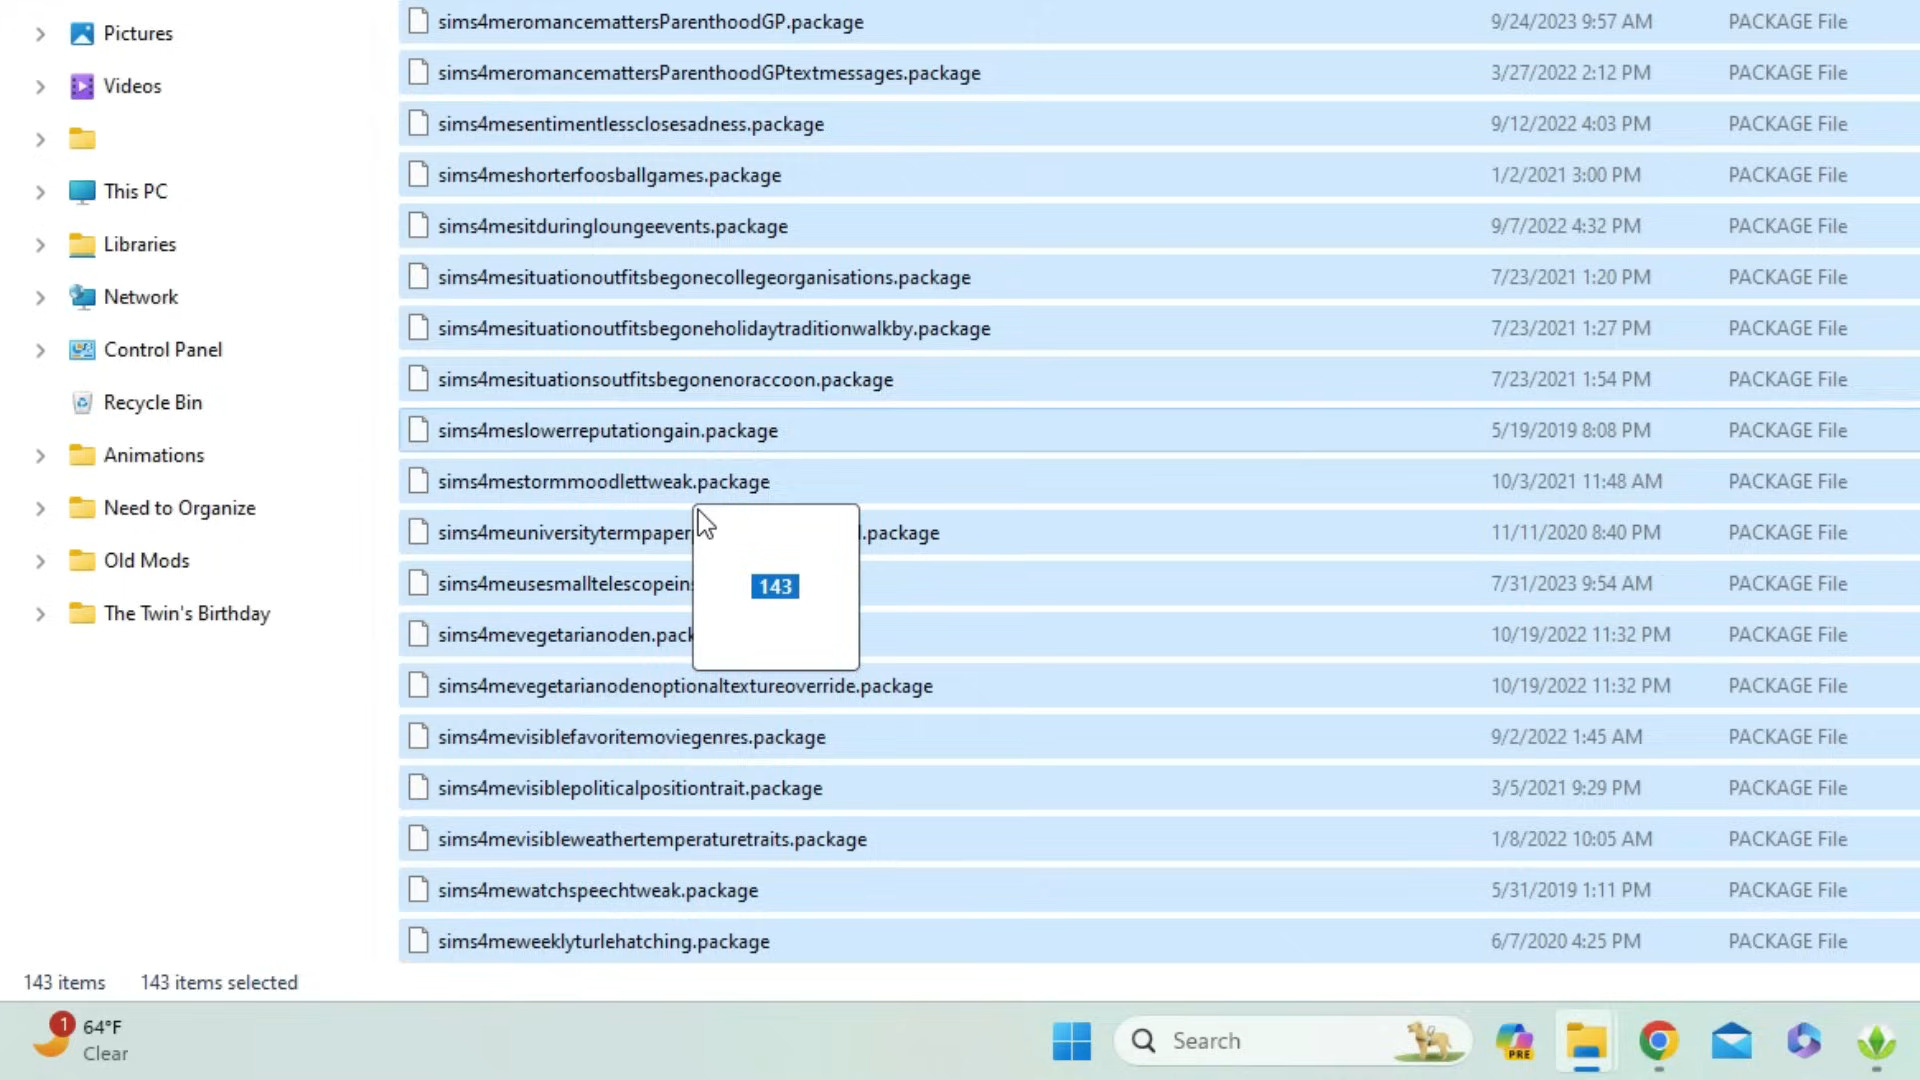 Pictures
Videos
This PC
Libraries
Network
Control Panel
Recycle Bin
Animations
Need to Organize
Old Mods
The Twin's Birthday
sims4meromancemattersParenthoodGP.package 9/24/2023 9:57 AM PACKAGE File
sims4meromancemattersParenthoodGPtextmessages.package 3/27/2022 2:12 PM PACKAGE File
sims4mesentimentlessclosesadness.package 9/12/2022 4:03 PM PACKAGE File
sims4meshorterfoosballgames.package 1/2/2021 3:00 PM PACKAGE File
sims4mesitduringloungeevents.package 9/7/2022 4:32 PM PACKAGE File
sims4mesituationoutfitsbegonecollegeorganisations.package 7/23/2021 1:20 PM PACKAGE File
sims4mesituationoutfitsbegoneholidaytraditionwalkby.package 7/23/2021 1:27 PM PACKAGE File
sims4mesituationsoutfitsbegonenoraccoon.package 7/23/2021 1:54 PM PACKAGE File
sims4meslowerreputationgain.package 5/19/2019 8:08 PM PACKAGE File
sims4mestormmoodlettweak.package 10/3/2021 11:48 AM PACKAGE File
sims4meuniversitytermpaper .package 11/11/2020 8:40 PM PACKAGE File
sims4meusesmalltelescopeins 7/31/2023 9:54 AM PACKAGE File
sims4mevegetarianoden.pack 10/19/2022 11:32 PM PACKAGE File
143
sims4mevegetarianodenoptionaltextureoverride.package 10/19/2022 11:32 PM PACKAGE File
sims4mevisiblefavoritemoviegenres.package 9/2/2022 1:45 AM PACKAGE File
sims4mevisiblepoliticalpositiontrait.package 3/5/2021 9:29 PM PACKAGE File
sims4mevisibleweathertemperaturetraits.package 1/8/2022 10:05 AM PACKAGE File
sims4mewatchspeechtweak.package 5/31/2019 1:11 PM PACKAGE File
sims4meweeklyturlehatching.package 6/7/2020 4:25 PM PACKAGE File
143 items 143 items selected
1
64°F
Clear
Search
PRE